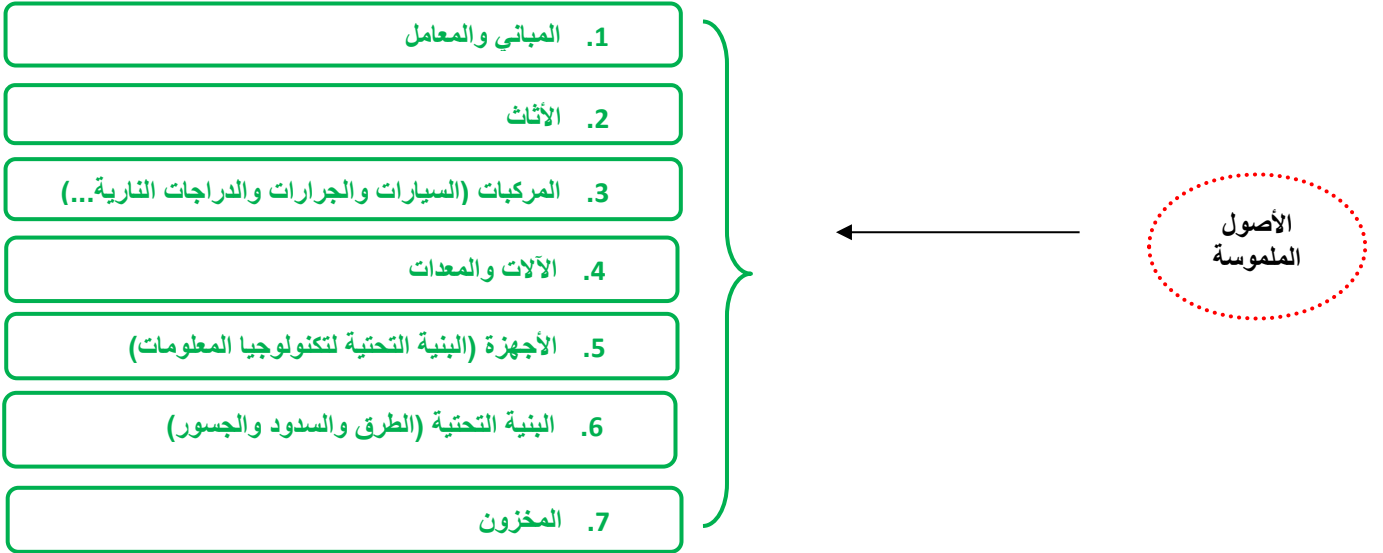 الأصول
الملموسة
1. المباني والمعامل
2. الأثاث
3. المركبات (السيارات والجرارات والدراجات النارية...)
4. الآلات والمعدات
5. الأجهزة (البنية التحتية لتكنولوجيا المعلومات)
6. البنية التحتية (الطرق والسدود والجسور)
7. المخزون